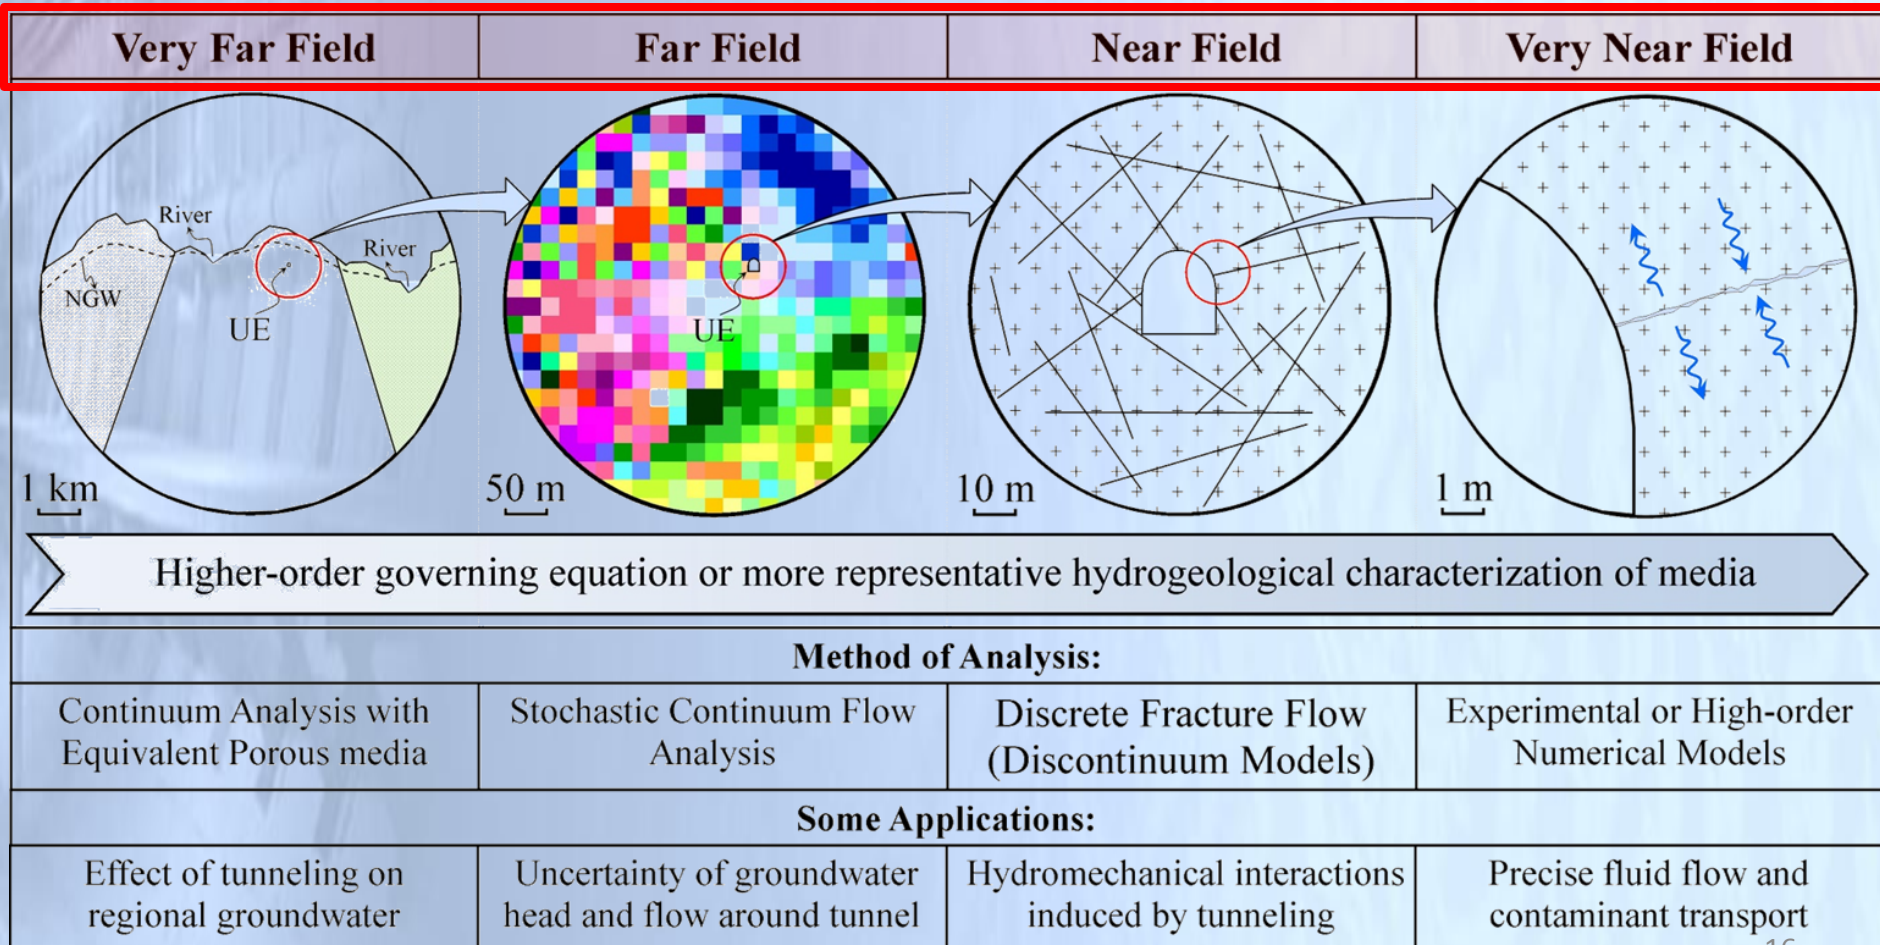 Very Far Field
Far Field
Near Field
Very Near Field
River
River
NGW
UE
UE
1 km
50 m
10 m
1 m
Higher-order governing equation or more representative hydrogeological characterization of media
Method of Analysis:
Continuum Analysis with
Equivalent Porous media
Stochastic Continuum Flow
Analysis
Discrete Fracture Flow
(Discontinuum Models)
Experimental or High-order
Numerical Models
Some Applications:
Effect of tunneling on
regional groundwater
Uncertainty of groundwater
head and flow around tunnel
Hydromechanical interactions
induced by tunneling
Precise fluid flow and
contaminant transport